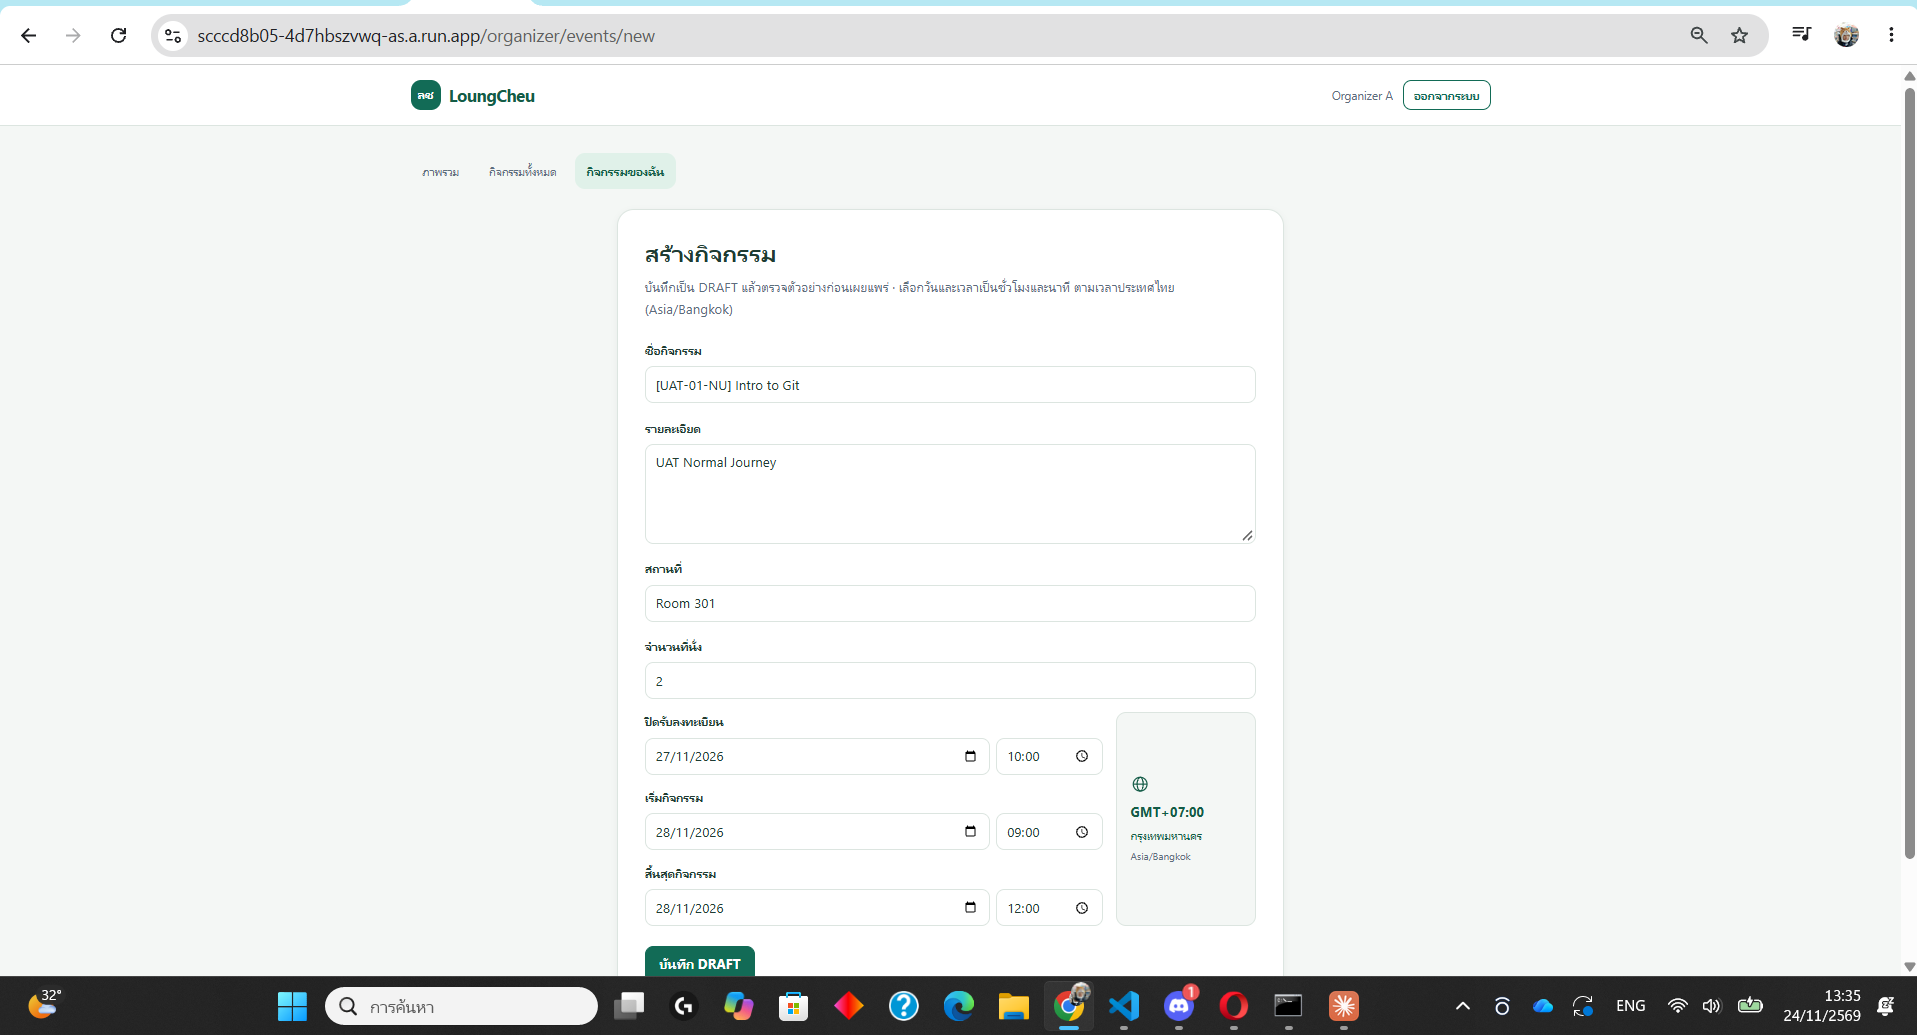 scccd8b05-4d7hbszvwq-as.a.run.app/organizer/events/new
ลช LoungCheu
Organizer A
ออกจากระบบ
ภาพรวม
กิจกรรมทั้งหมด
กิจกรรมของฉัน
สร้างกิจกรรม
บันทึกเป็น DRAFT แล้วตรวจตัวอย่างก่อนเผยแพร่ · เลือกวันและเวลาเป็นชั่วโมงและนาที ตามเวลาประเทศไทย
(Asia/Bangkok)
ชื่อกิจกรรม
[UAT-01-NU] Intro to Git
รายละเอียด
UAT Normal Journey
สถานที่
Room 301
จำนวนที่นั่ง
2
ปิดรับลงทะเบียน
27/11/2026
10:00
เริ่มกิจกรรม
28/11/2026
09:00
สิ้นสุดกิจกรรม
28/11/2026
12:00
GMT+07:00
กรุงเทพมหานคร
Asia/Bangkok
บันทึก DRAFT
32°
การค้นหา
1
ENG
13:35
24/11/2569